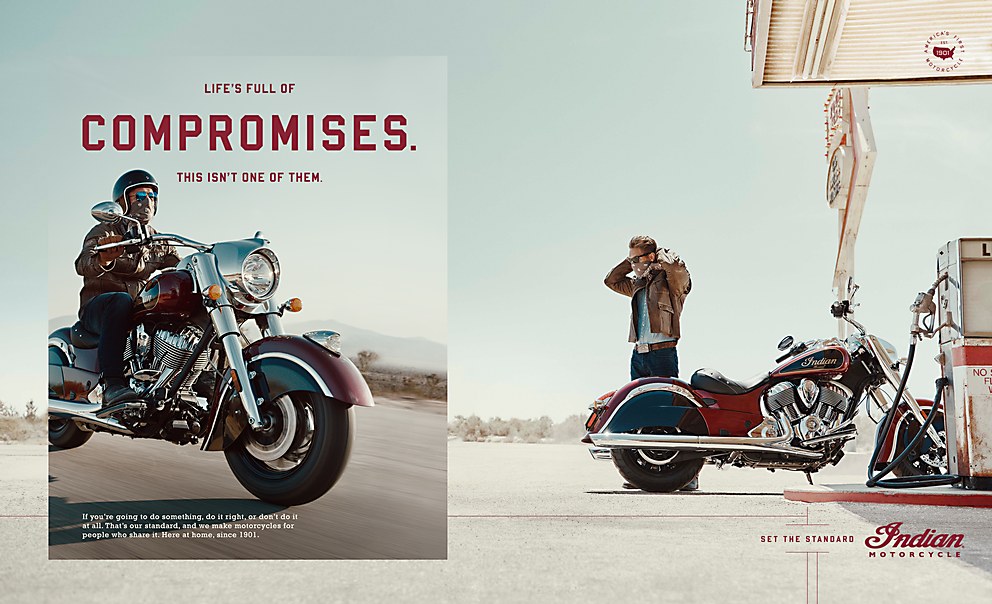 LIFE'S FULL OF
COMPROMISES.
THIS ISN'T ONE OF THEM.
If you're going to do something, do it right, or don't do it
at all. That's our standard, and we make motorcycles for
people who share it. Here at home, since 1901.
AMERICA'S FIRST
EST.
1901
MOTORCYCLE
Indian
L
NO
SET THE STANDARD
Indian
MOTORCYCLE